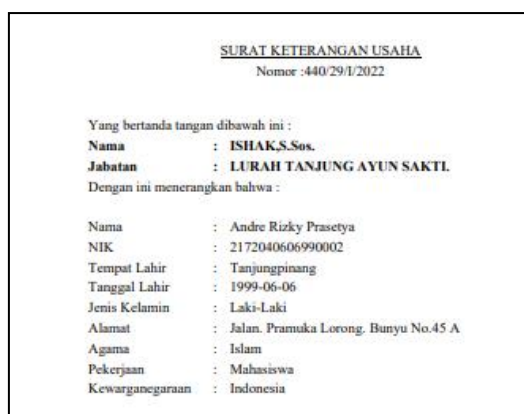 SURAT KETERANGAN USAHA
Nomor :440/29/I/2022
Yang bertanda tangan dibawah ini :
Nama : ISHAK,S.Sos.
Jabatan : LURAH TANJUNG AYUN SAKTI.
Dengan ini menerangkan bahwa :
Nama : Andre Rizky Prasetya
NIK : 2172040606990002
Tempat Lahir : Tanjungpinang
Tanggal Lahir : 1999-06-06
Jenis Kelamin : Laki-Laki
Alamat : Jalan. Pramuka Lorong. Bunyu No.45 A
Agama : Islam
Pekerjaan : Mahasiswa
Kewarganegaraan : Indonesia